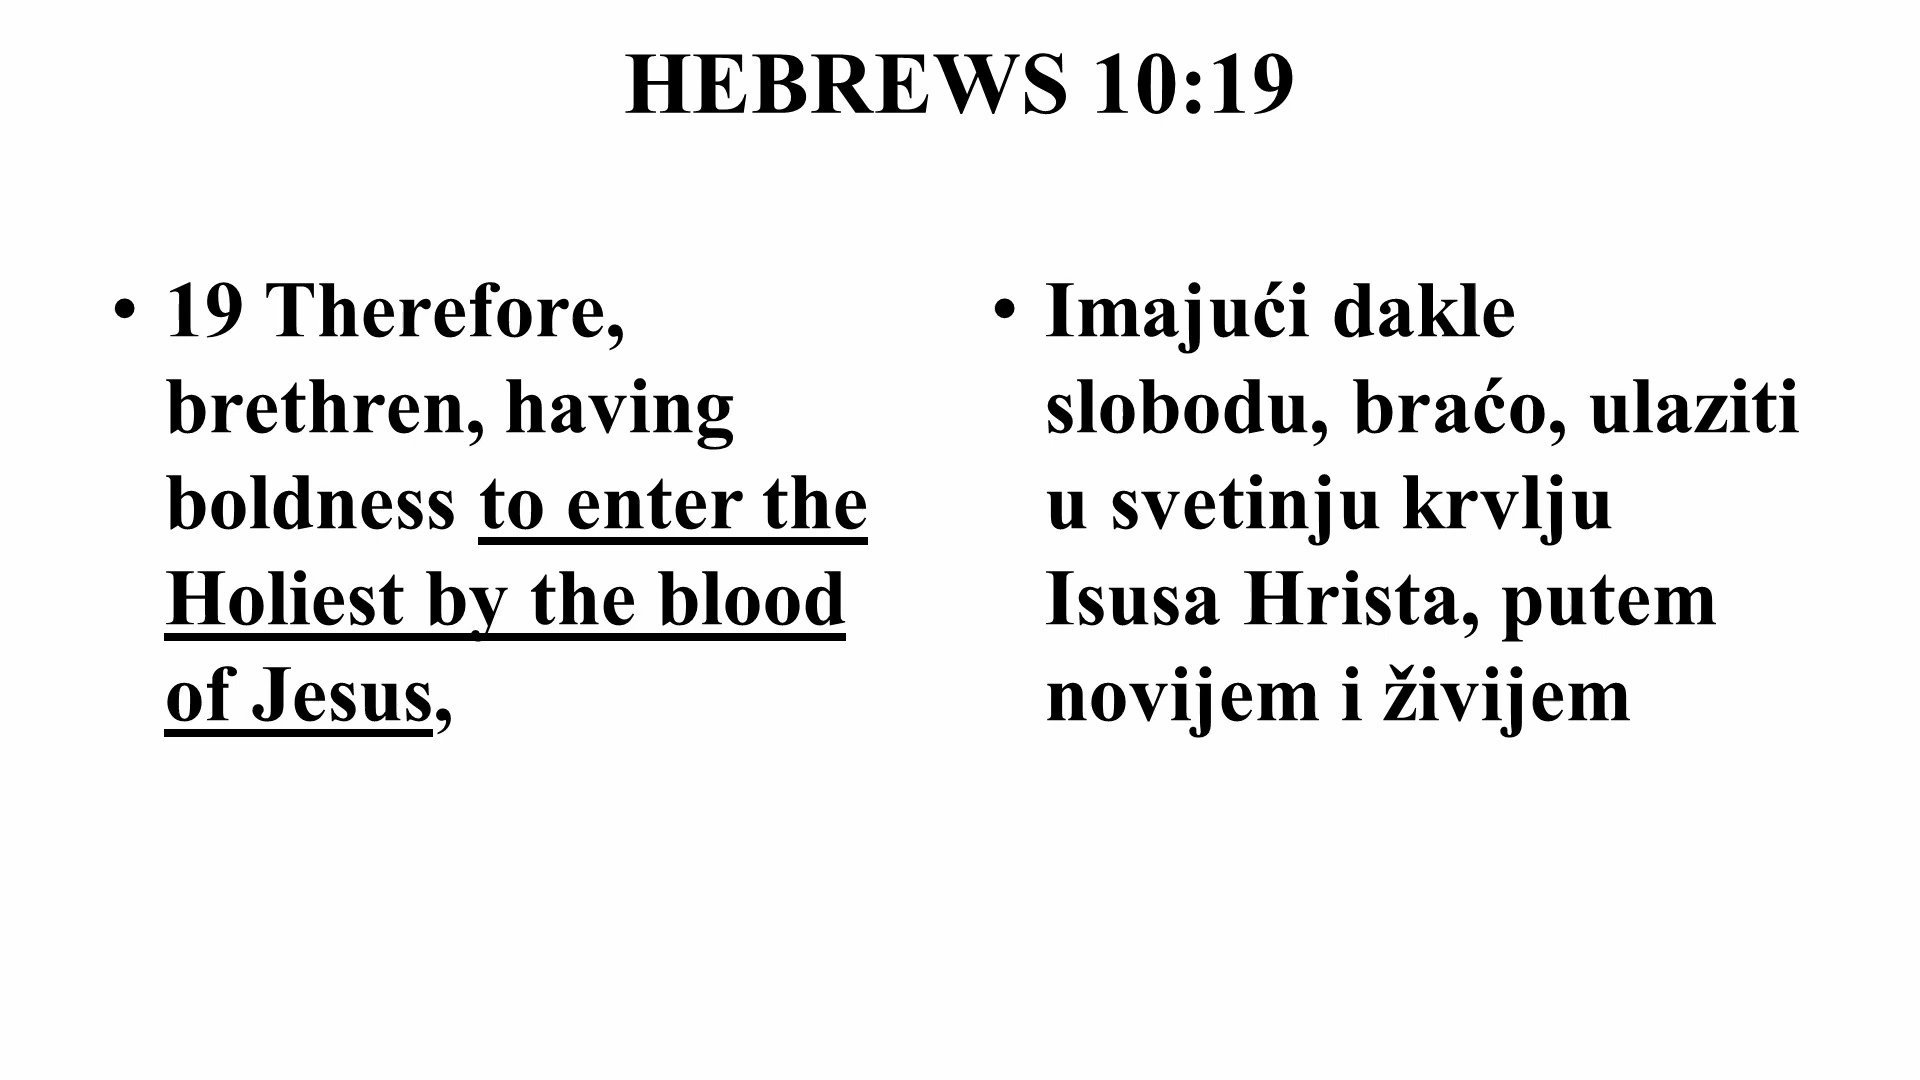 HEBREWS 10:19
• 19 Therefore,
brethren, having
boldness to enter the
Holiest by the blood
of Jesus,
• Imajući dakle
slobodu, braćo, ulaziti
u svetinju krvlju
Isusa Hrista, putem
novijem i živijem